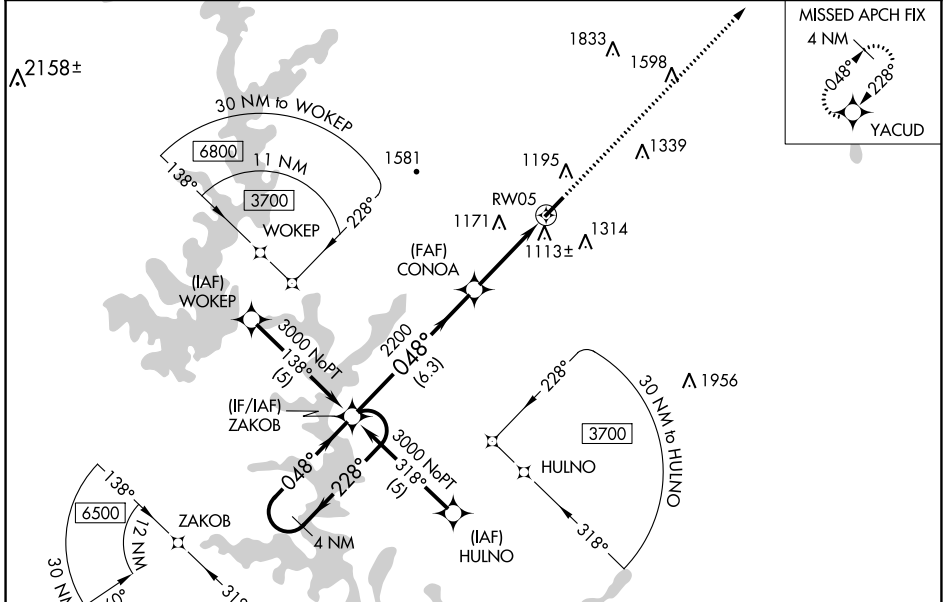 MISSED APCH FIX
4 NM
048°
228°
YACUD
2158±
1833
1598
30 NM to WOKEP
6800
11 NM
138°
3700
228°
WOKEP
1581
1339
1195
RW05
1171
1314
1113±
(FAF)
CONOA
(IAF)
WOKEP
3000 NoPT
138°
(5)
2200
048°
(6.3)
(IF/IAF)
ZAKOB
3000 NoPT
318°
(5)
048°
228°
4 NM
(IAF)
HULNO
228°
1956
30 NM to HULNO
3700
HULNO
318°
138°
6500
12 NM
ZAKOB
30 NM